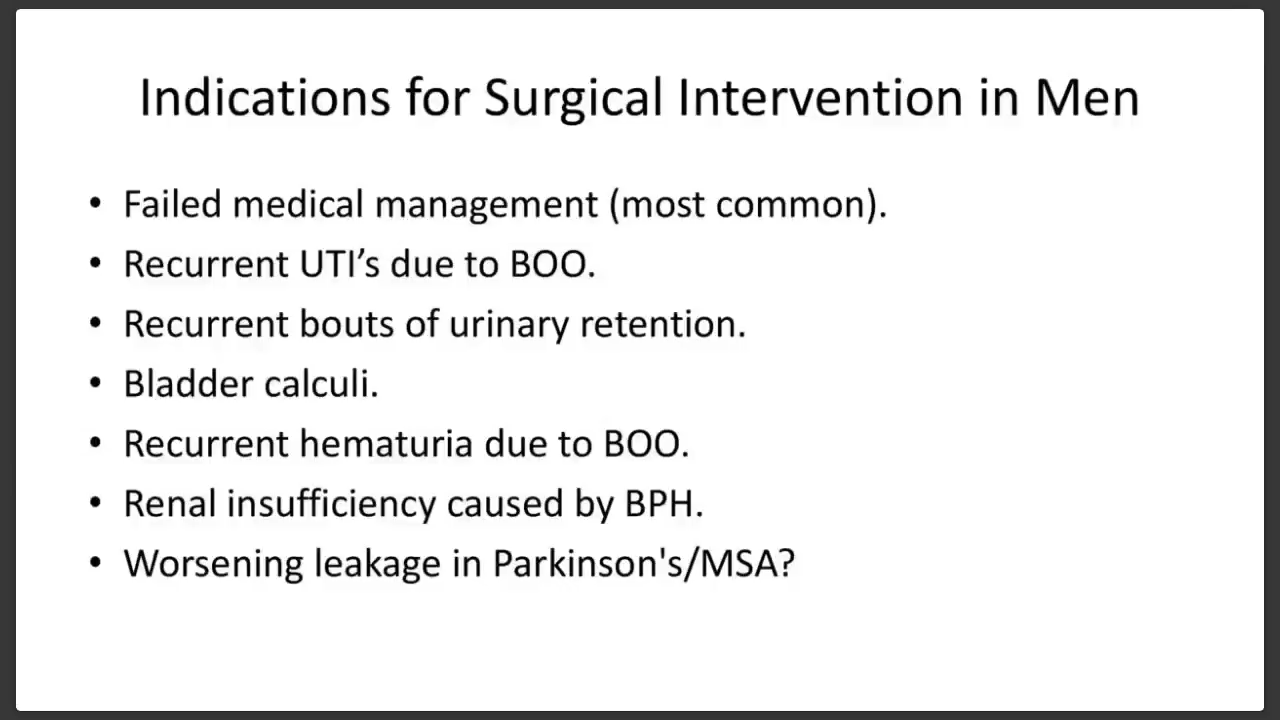 Indications for Surgical Intervention in Men
• Failed medical management (most common).
• Recurrent UTI’s due to BOO.
• Recurrent bouts of urinary retention.
• Bladder calculi.
• Recurrent hematuria due to BOO.
• Renal insufficiency caused by BPH.
• Worsening leakage in Parkinson's/MSA?